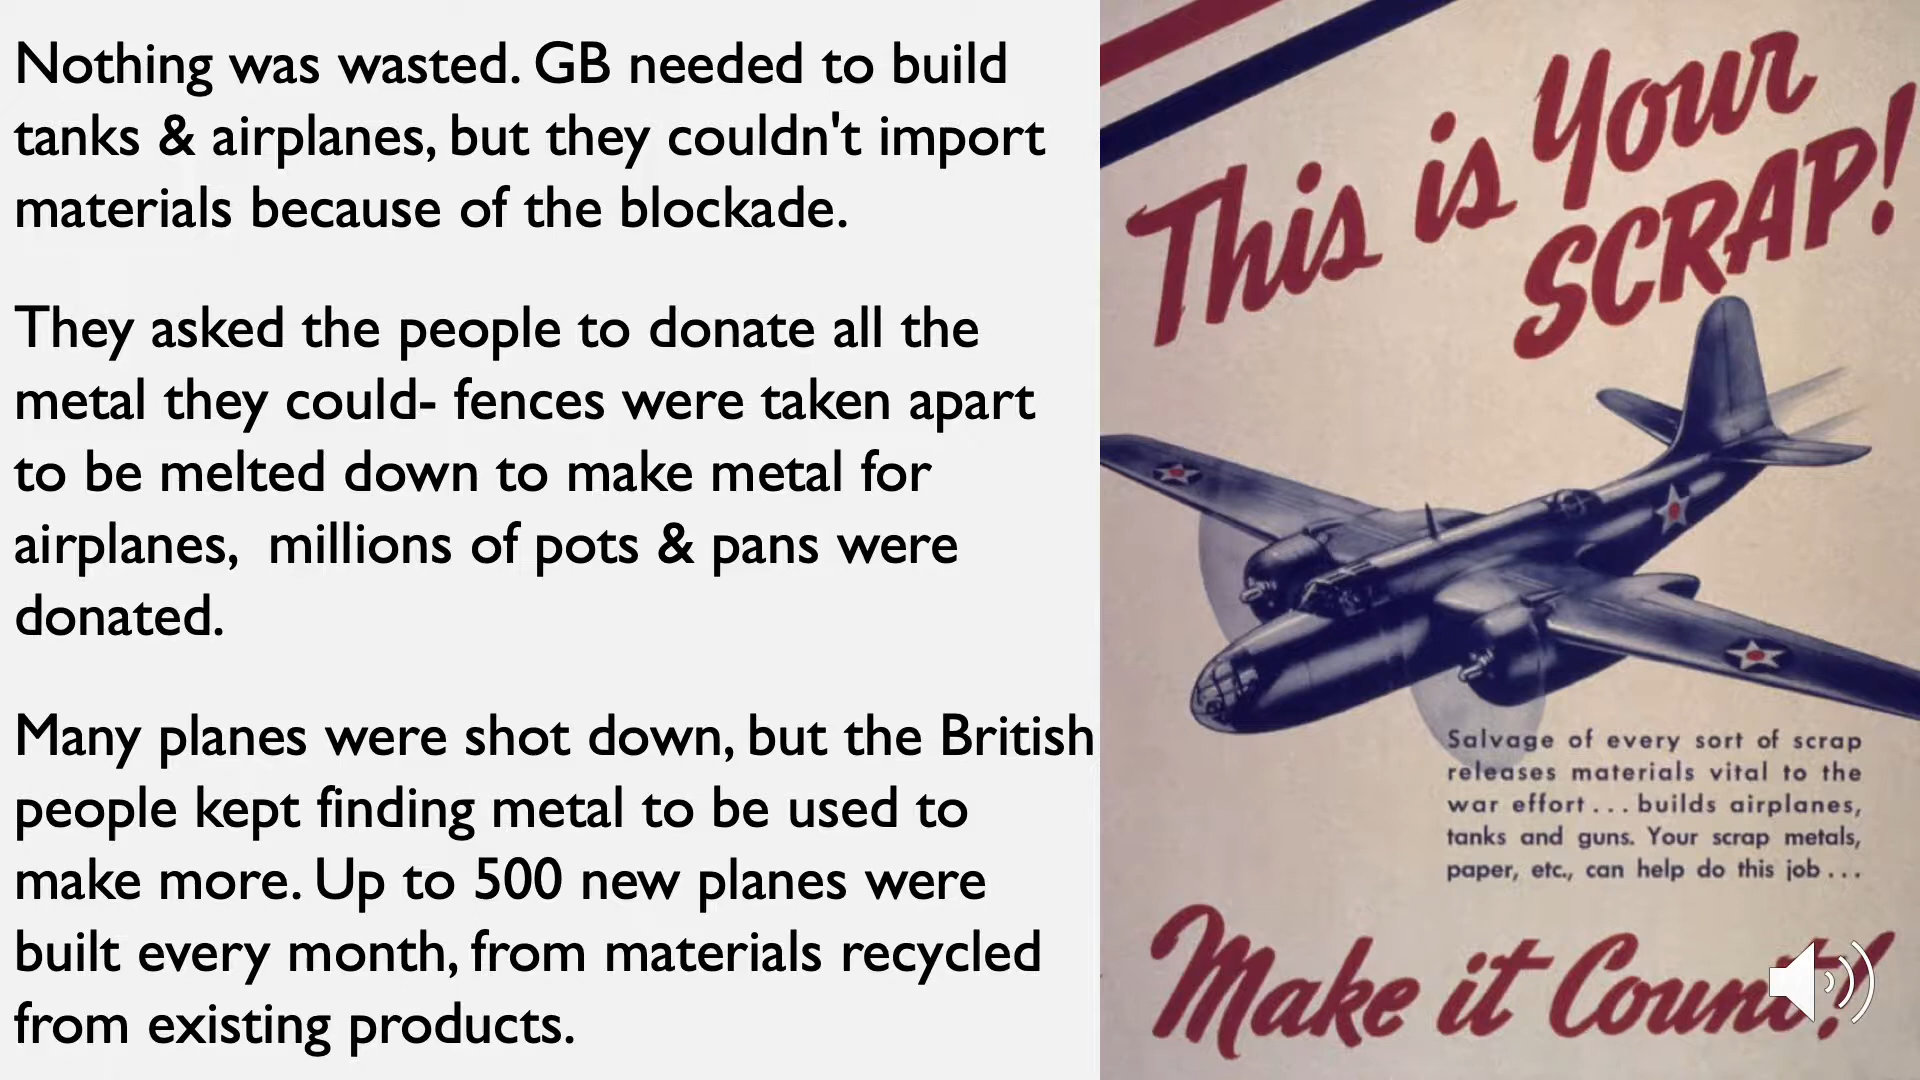 Nothing was wasted. GB needed to build
tanks & airplanes, but they couldn't import
materials because of the blockade.
They asked the people to donate all the
metal they could- fences were taken apart
to be melted down to make metal for
airplanes,  millions of pots & pans were
donated.
Many planes were shot down, but the British
people kept finding metal to be used to
make more. Up to 500 new planes were
built every month, from materials recycled
from existing products.
This is Your
SCRAP!
Salvage of every sort of scrap
releases materials vital to the
war effort... builds airplanes,
tanks and guns. Your scrap metals,
paper, etc., can help do this job...
Make it Count!